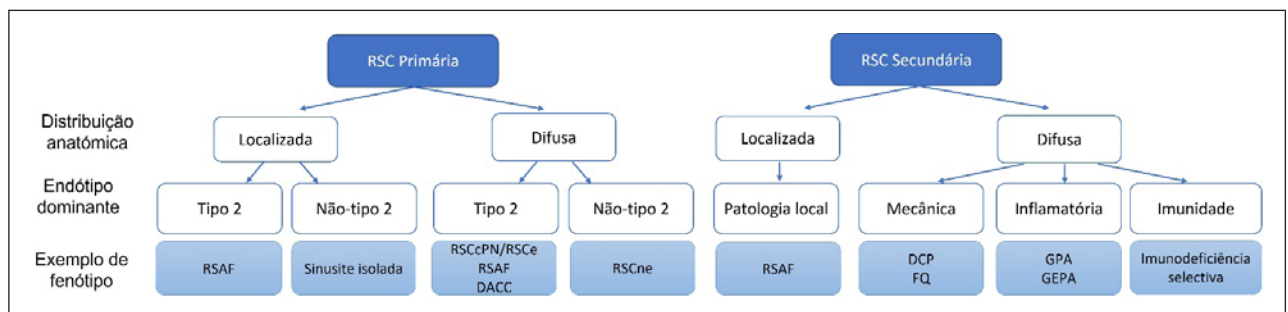 RSC Primária
RSC Secundária
Distribuição
anatómica
Localizada
Difusa
Localizada
Difusa
Endótipo
dominante
Tipo 2
Não-tipo 2
Tipo 2
Não-tipo 2
Patologia local
Mecânica
Inflamatória
Imunidade
Exemplo de
fenótipo
RSAF
Sinusite isolada
RSCcPN/RSCe
RSAF
DACC
RSCne
RSAF
DCP
FQ
GPA
GEPA
Imunodeficiência
selectiva